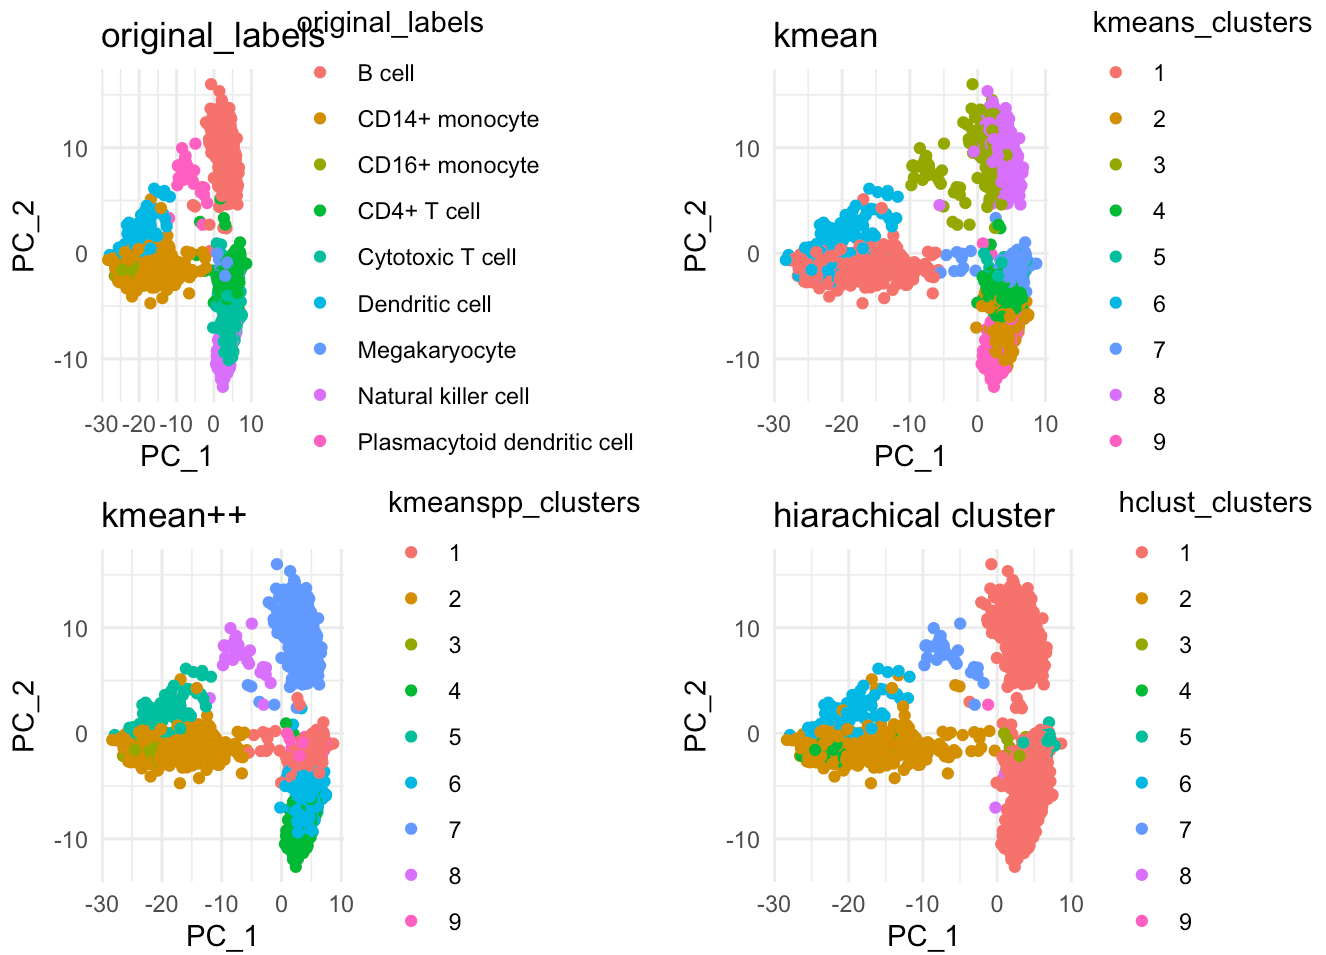 original_labels
original_labels
B cell
CD14+ monocyte
CD16+ monocyte
CD4+ T cell
Cytotoxic T cell
Dendritic cell
Megakaryocyte
Natural killer cell
Plasmacytoid dendritic cell
PC_2
10
0
-10
-30 -20 -10 0 10
PC_1
kmean
kmeans_clusters
1
2
3
4
5
6
7
8
9
PC_2
10
0
-10
-30 -20 -10 0 10
PC_1
kmean++
kmeanspp_clusters
1
2
3
4
5
6
7
8
9
PC_2
10
0
-10
-30 -20 -10 0 10
PC_1
hiarachical cluster
hclust_clusters
1
2
3
4
5
6
7
8
9
PC_2
10
0
-10
-30 -20 -10 0 10
PC_1